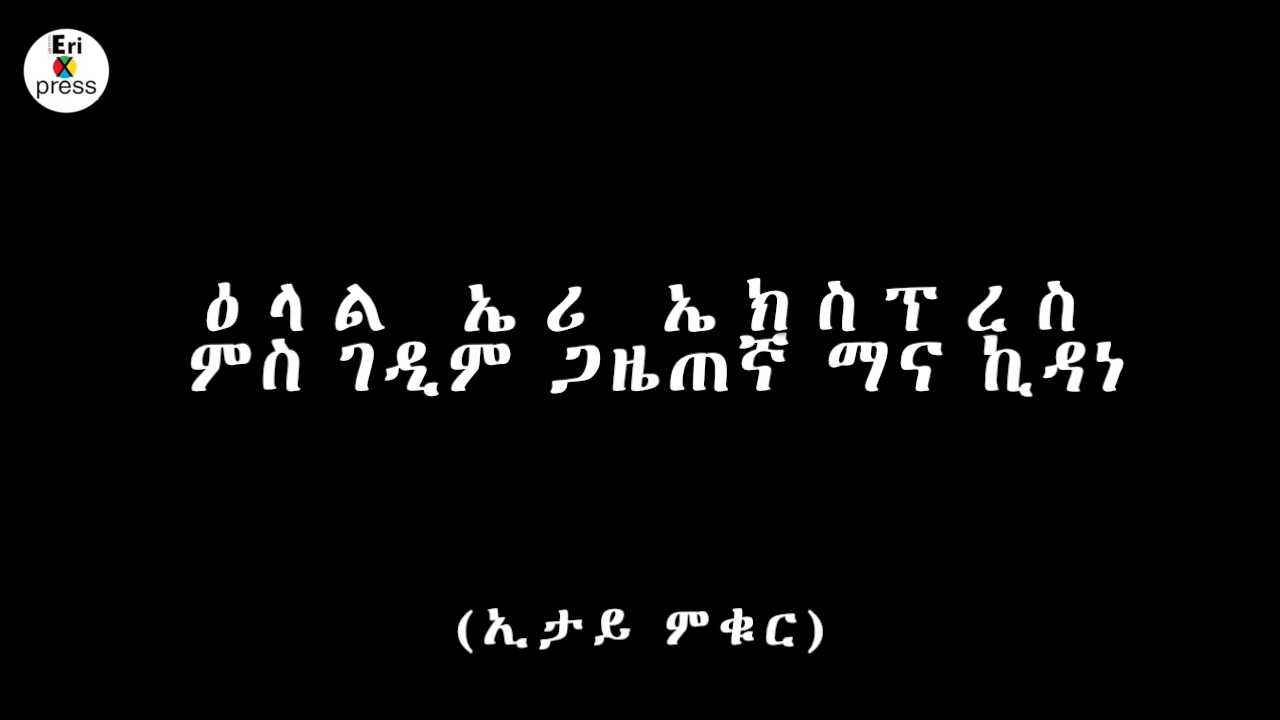 Eri
X
press
ዕላል ኤሪ ኤክስፕረስ
ምስ ገዲም ጋዜጠኛ ማና ኪዳነ
(ኢታይ ምቁር)